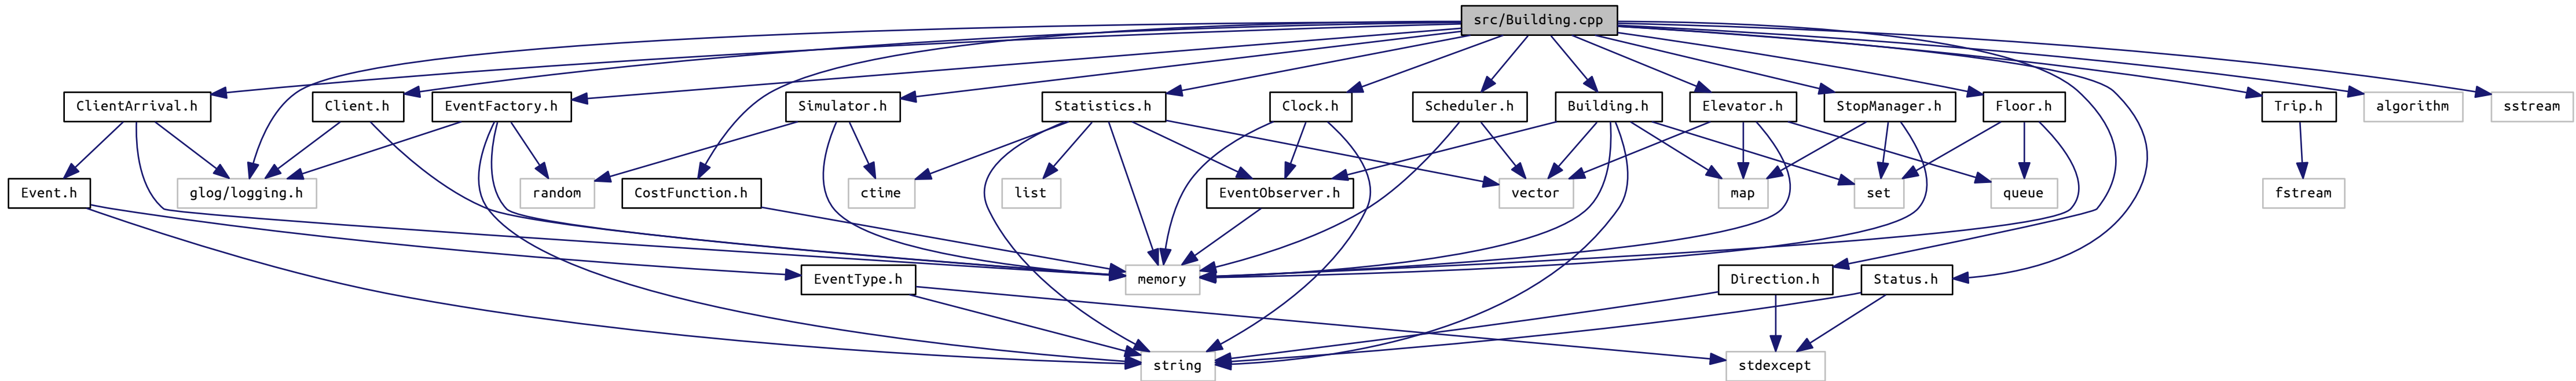 src/Building.cpp
ClientArrival.h
Client.h
EventFactory.h
Simulator.h
Statistics.h
Clock.h
Scheduler.h
Building.h
Elevator.h
StopManager.h
Floor.h
Trip.h
algorithm
sstream
Event.h
glog/logging.h
random
CostFunction.h
ctime
list
EventObserver.h
vector
map
set
queue
fstream
EventType.h
memory
Direction.h
Status.h
string
stdexcept